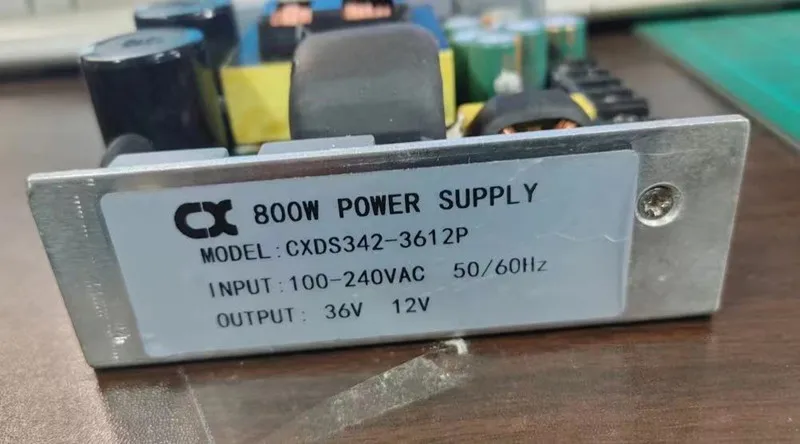 CX 800W POWER SUPPLY
MODEL:CXDS342-3612P
INPUT:100-240VAC 50/60Hz
OUTPUT: 36V 12V